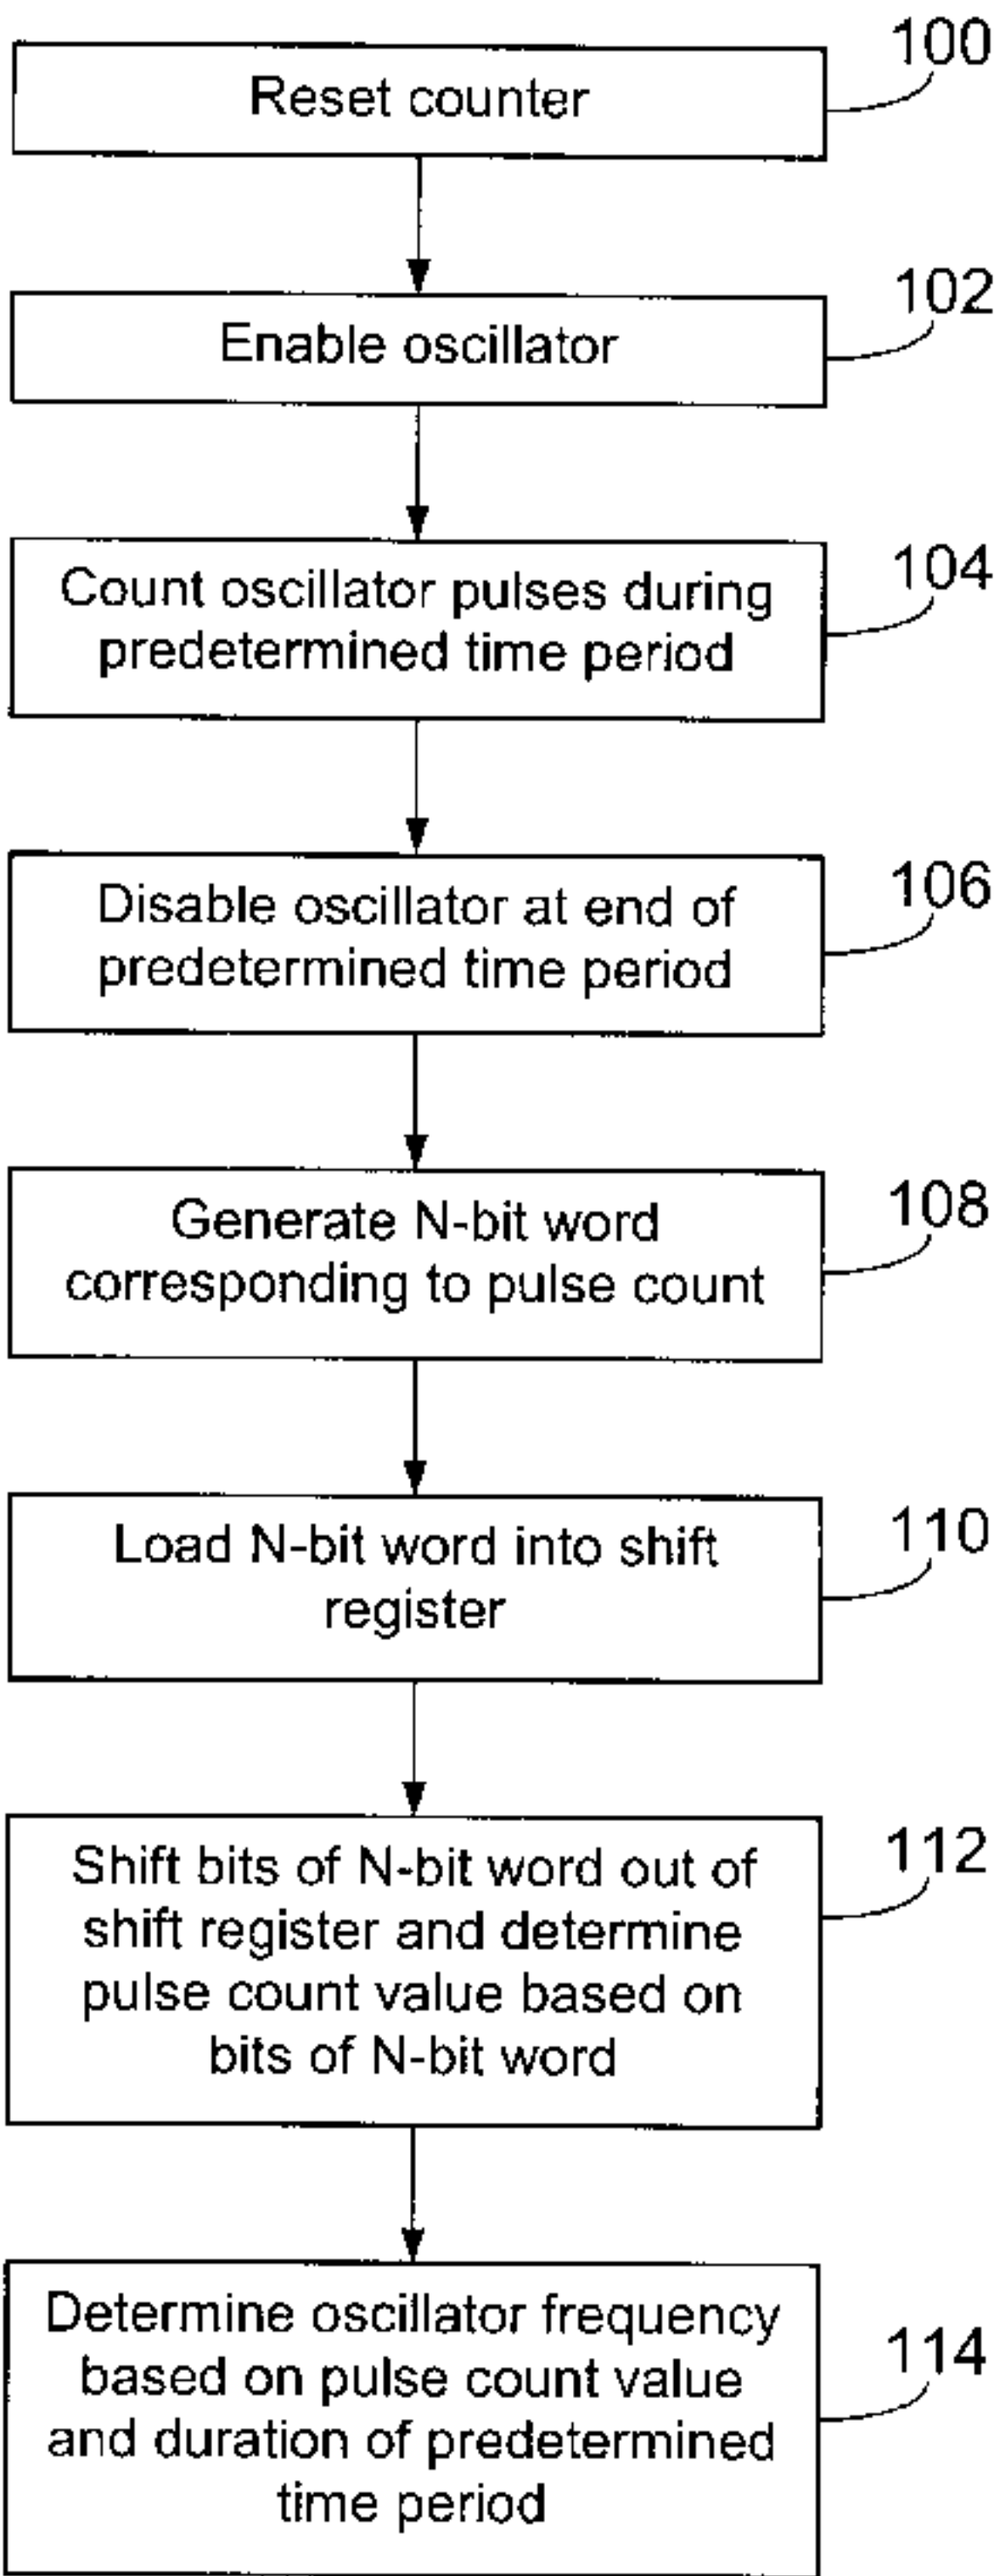 100
Reset counter
102
Enable oscillator
104
Count oscillator pulses during
predetermined time period
106
Disable oscillator at end of
predetermined time period
108
Generate N-bit word
corresponding to pulse count
110
Load N-bit word into shift
register
112
Shift bits of N-bit word out of
shift register and determine
pulse count value based on
bits of N-bit word
114
Determine oscillator frequency
based on pulse count value
and duration of predetermined
time period